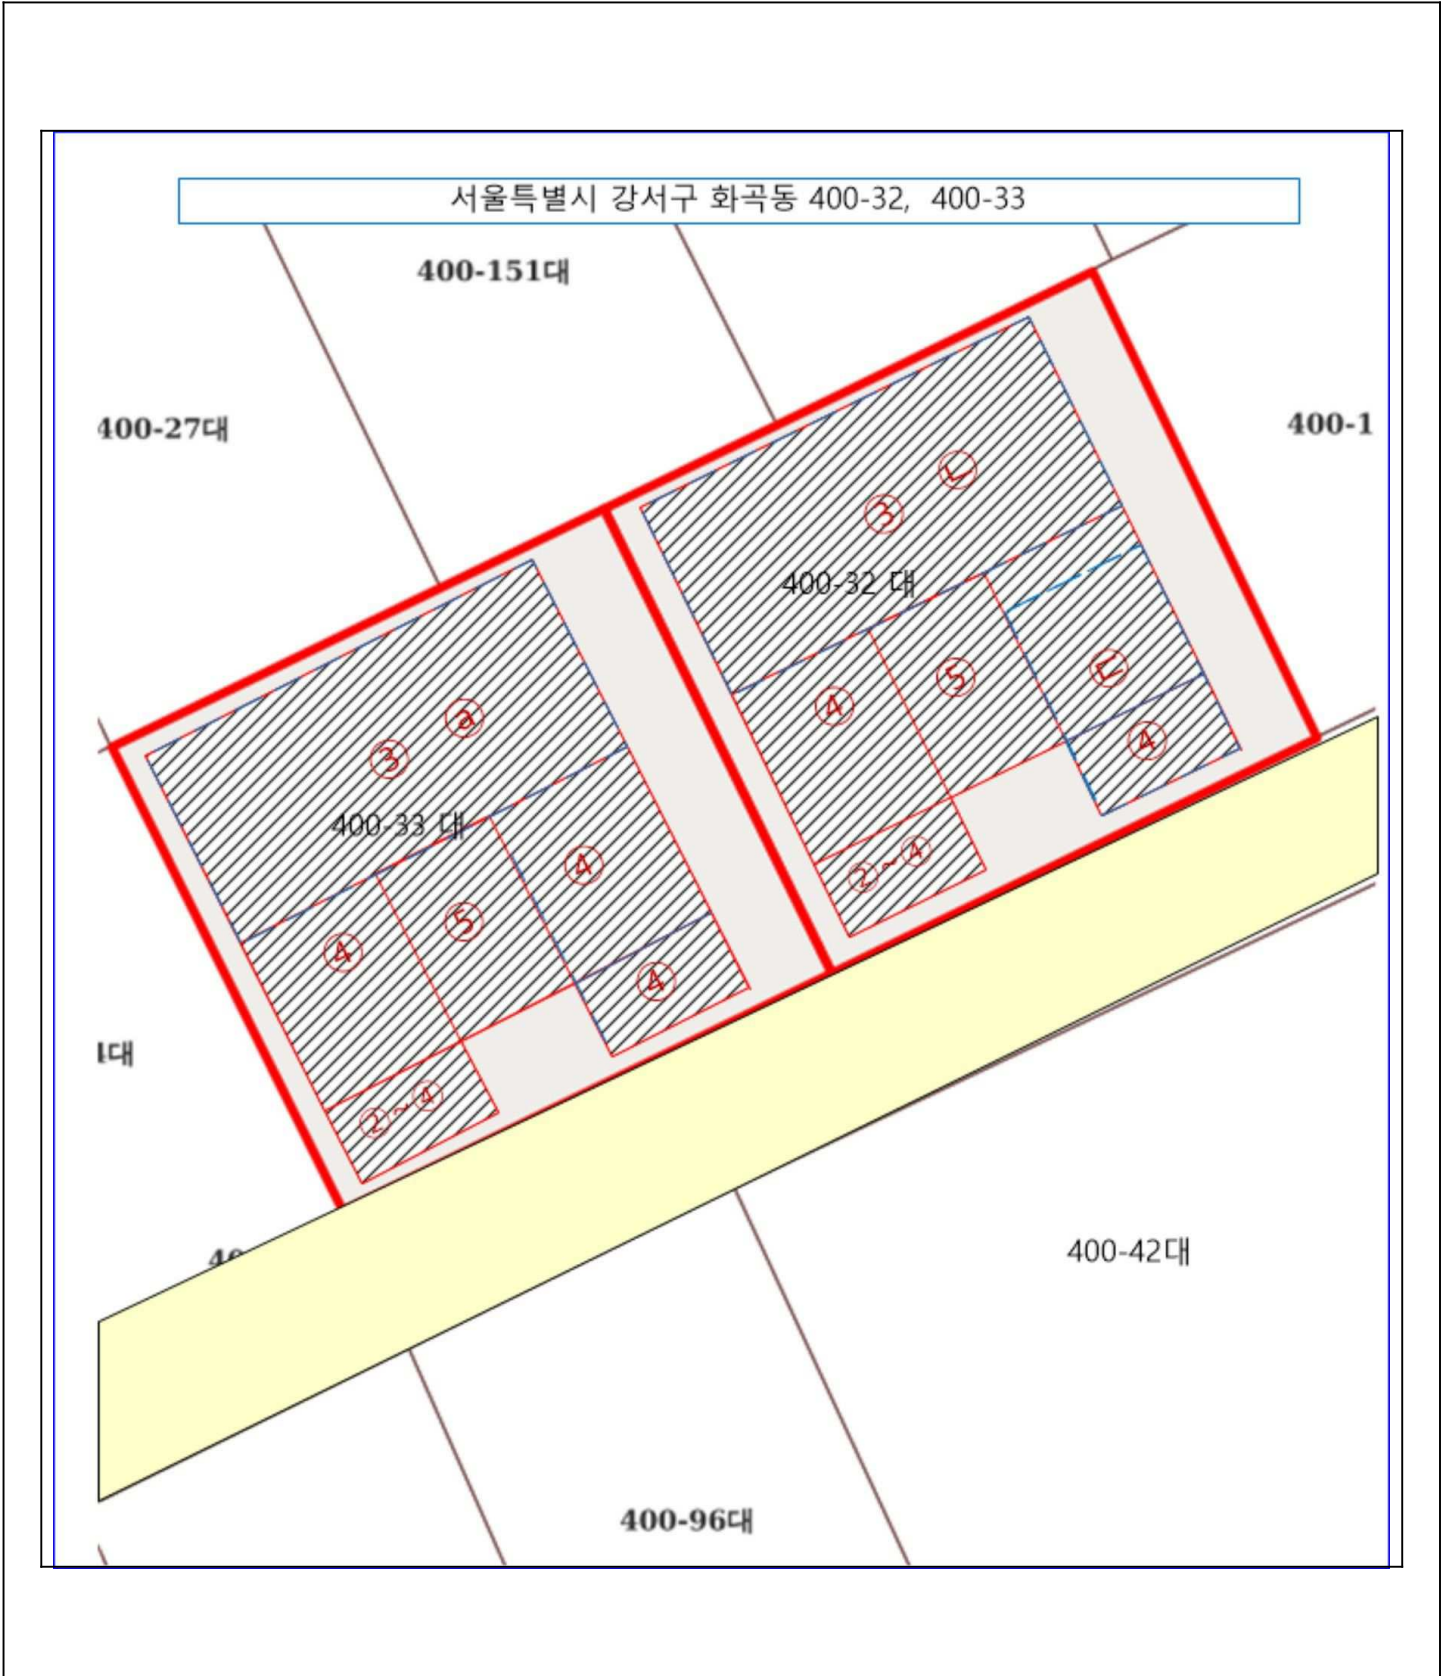 서울특별시 강서구 화곡동 400-32, 400-33
400-151대
400-27대
400-1
㉡
③
400-32 대
ⓐ
③
㉢
⑤
④
④
400-33 대
④
②~④
⑤
④
④
대
②~④
400-42대
400-96대